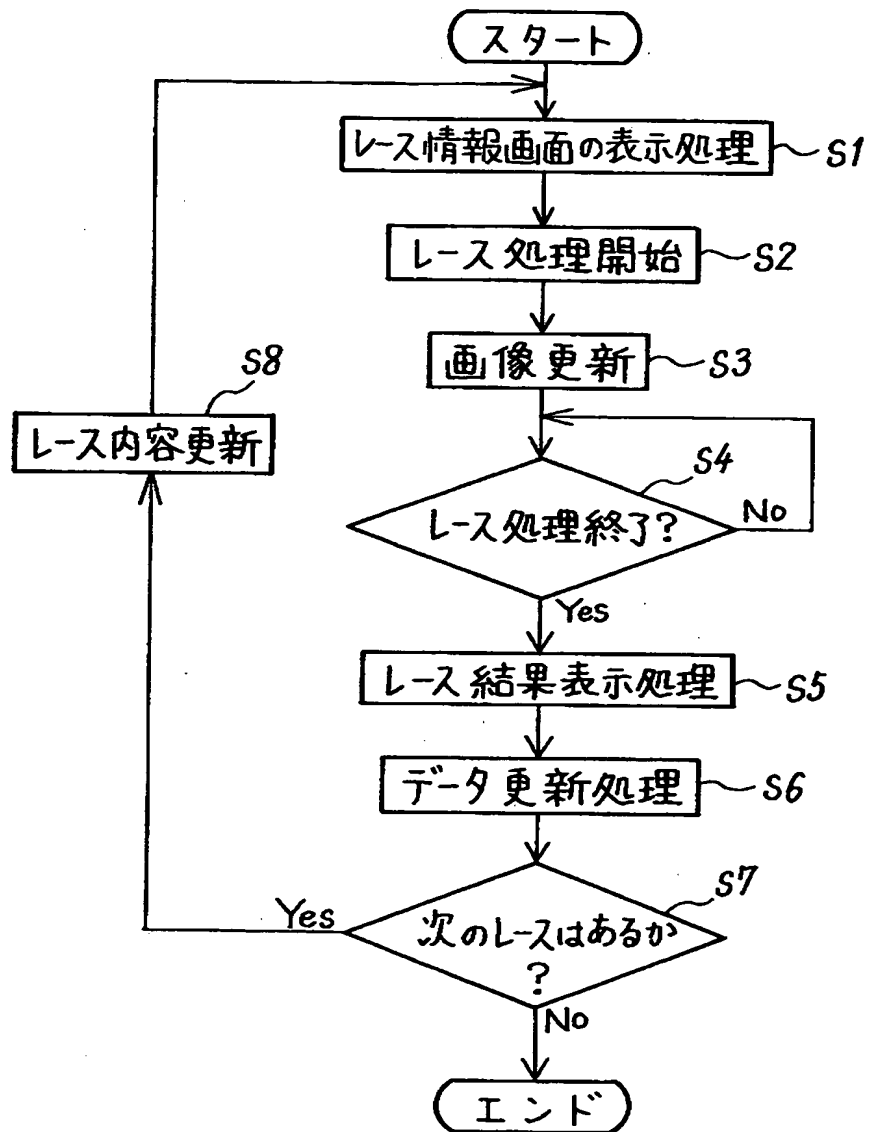 スタート
レース情報画面の表示処理
S1
レース処理開始
S2
画像更新
S3
S8
レース内容更新
S4
レース処理終了?
No
Yes
レース結果表示処理
S5
データ更新処理
S6
S7
Yes
次のレースはあるか
?
No
エンド